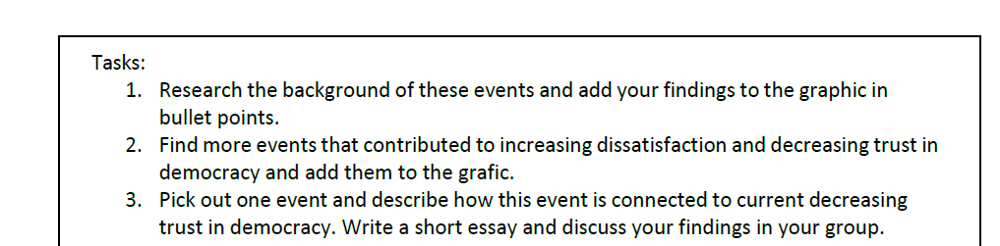 Tasks:
1. Research the background of these events and add your findings to the graphic in
bullet points.
2. Find more events that contributed to increasing dissatisfaction and decreasing trust in
democracy and add them to the grafic.
3. Pick out one event and describe how this event is connected to current decreasing
trust in democracy. Write a short essay and discuss your findings in your group.